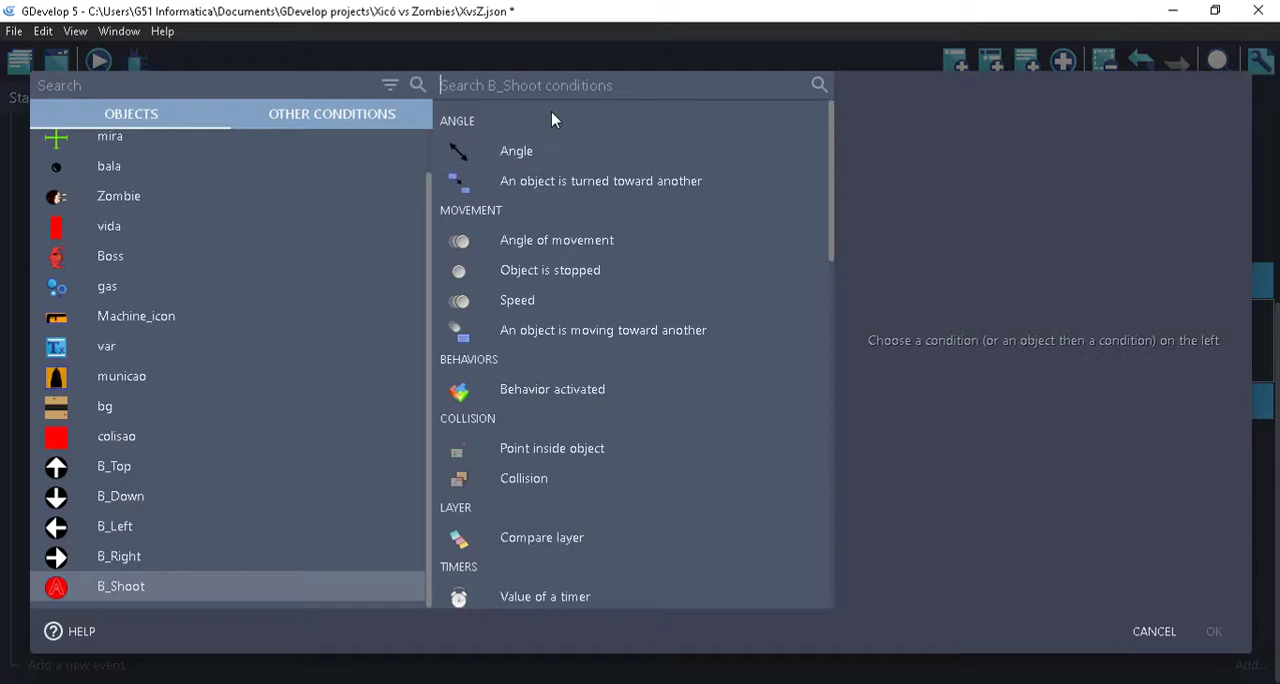 GDevelop 5 - C:\Users\G51 Informatica\Documents\GDevelop projects\Xicó vs Zombies\XvsZ.json *
File Edit View Window Help
Sta
Search
Search B_Shoot conditions
OBJECTS
OTHER CONDITIONS
mira
bala
Zombie
vida
Boss
gas
Machine_icon
var
municao
bg
colisao
B_Top
B_Down
B_Left
B_Right
B_Shoot
ANGLE
Angle
An object is turned toward another
MOVEMENT
Angle of movement
Object is stopped
Speed
An object is moving toward another
BEHAVIORS
Behavior activated
COLLISION
Point inside object
Collision
LAYER
Compare layer
TIMERS
Value of a timer
Choose a condition (or an object then a condition) on the left
HELP
CANCEL
OK
Add a new event
Add...